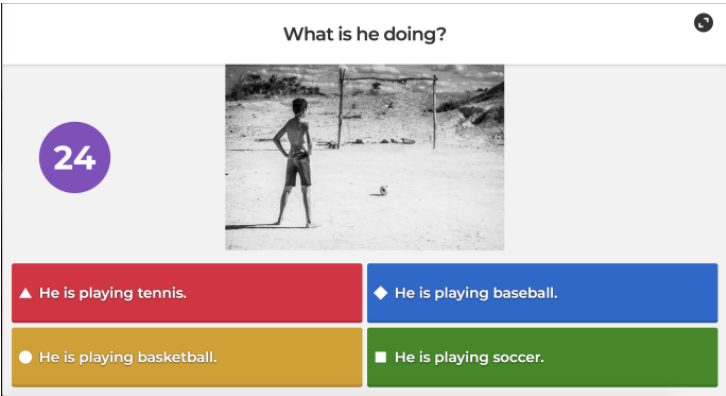 What is he doing?
24
He is playing tennis.
He is playing baseball.
He is playing basketball.
He is playing soccer.